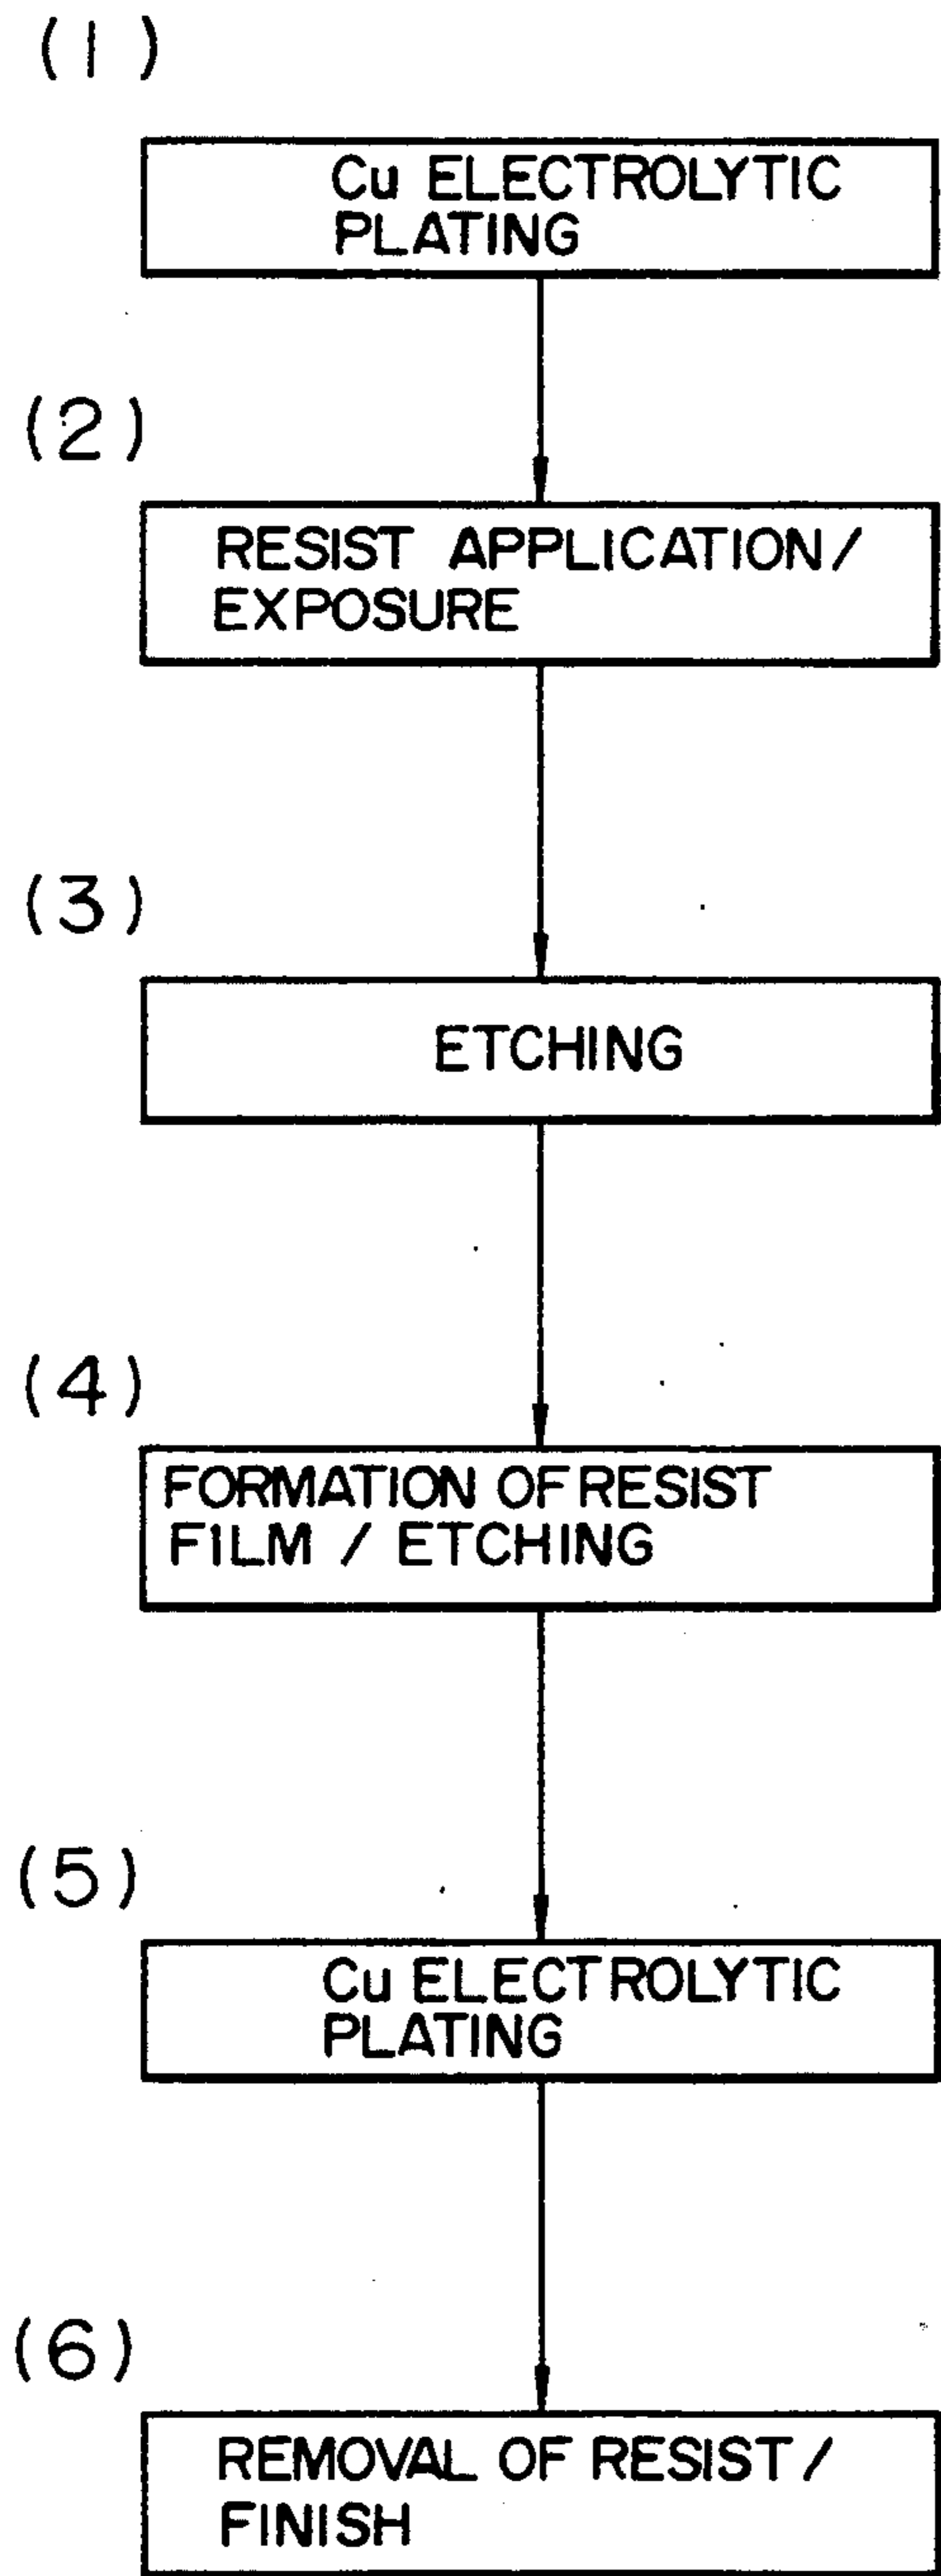 (1)
Cu ELECTROLYTIC
PLATING
(2)
RESIST APPLICATION/
EXPOSURE
(3)
ETCHING
(4)
FORMATION OF RESIST
FILM / ETCHING
(5)
Cu ELECTROLYTIC
PLATING
(6)
REMOVAL OF RESIST/
FINISH